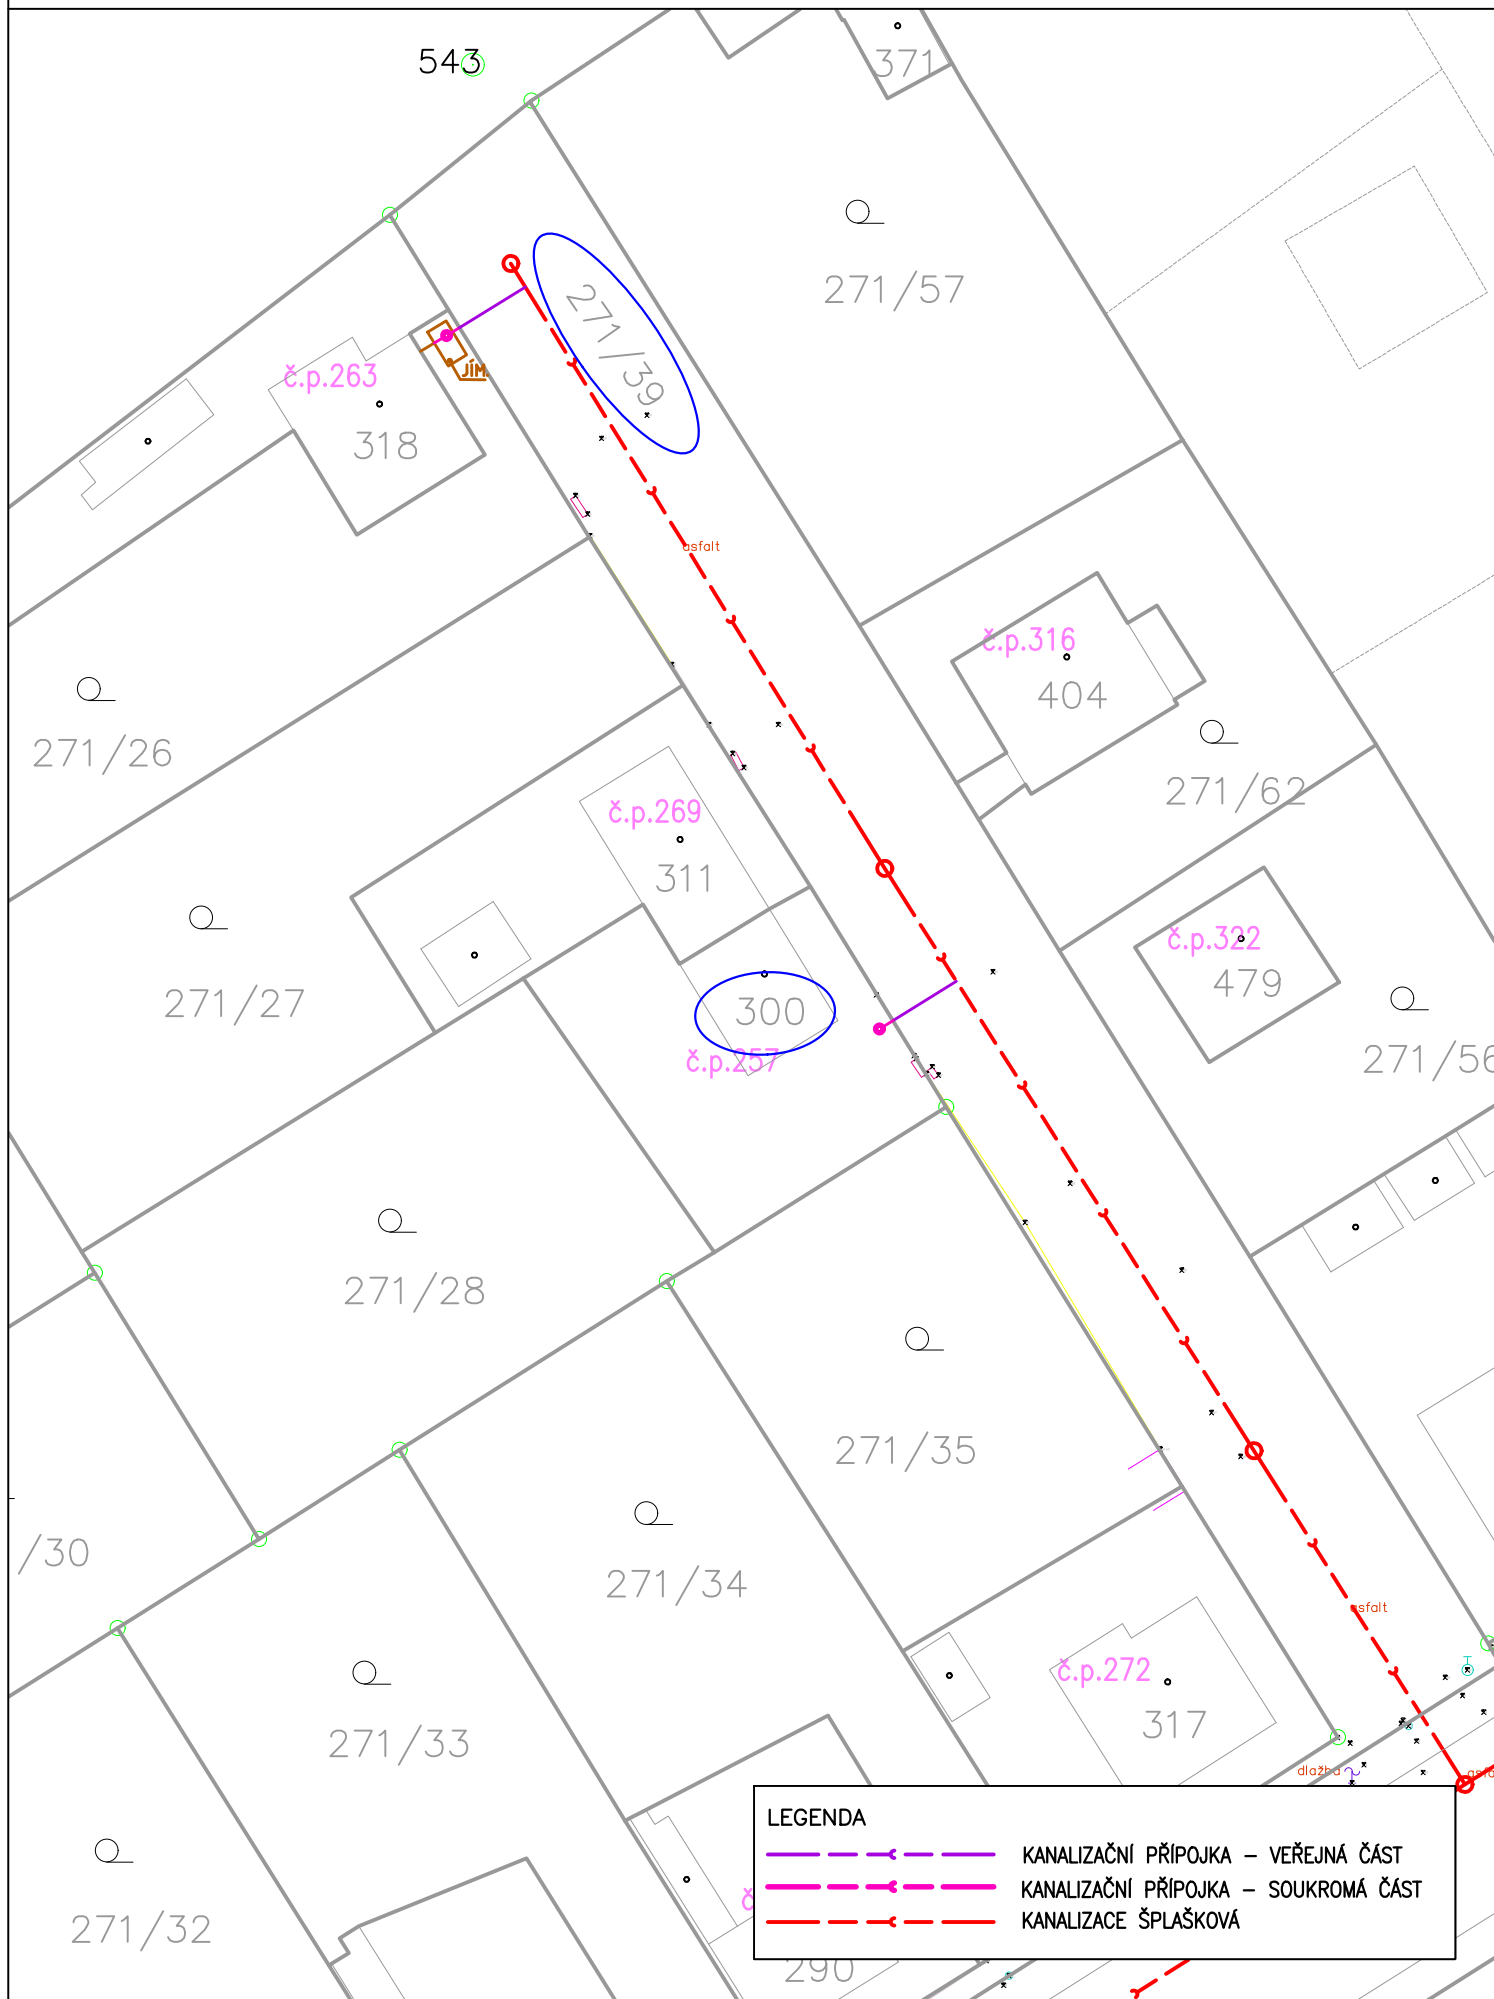 543
371
271/57
271/39
č.p.263
JÍM
318
asfalt
č.p.316
404
271/26
271/62
č.p.269
311
č.p.322
479
271/27
300
č.p.257
271/56
271/28
271/35
/30
271/34
asfalt
č.p.272
317
271/33
dlažba
LEGENDA
KANALIZAČNÍ PŘÍPOJKA – VEŘEJNÁ ČÁST
KANALIZAČNÍ PŘÍPOJKA – SOUKROMÁ ČÁST
KANALIZACE ŠPLAŠKOVÁ
271/32
290